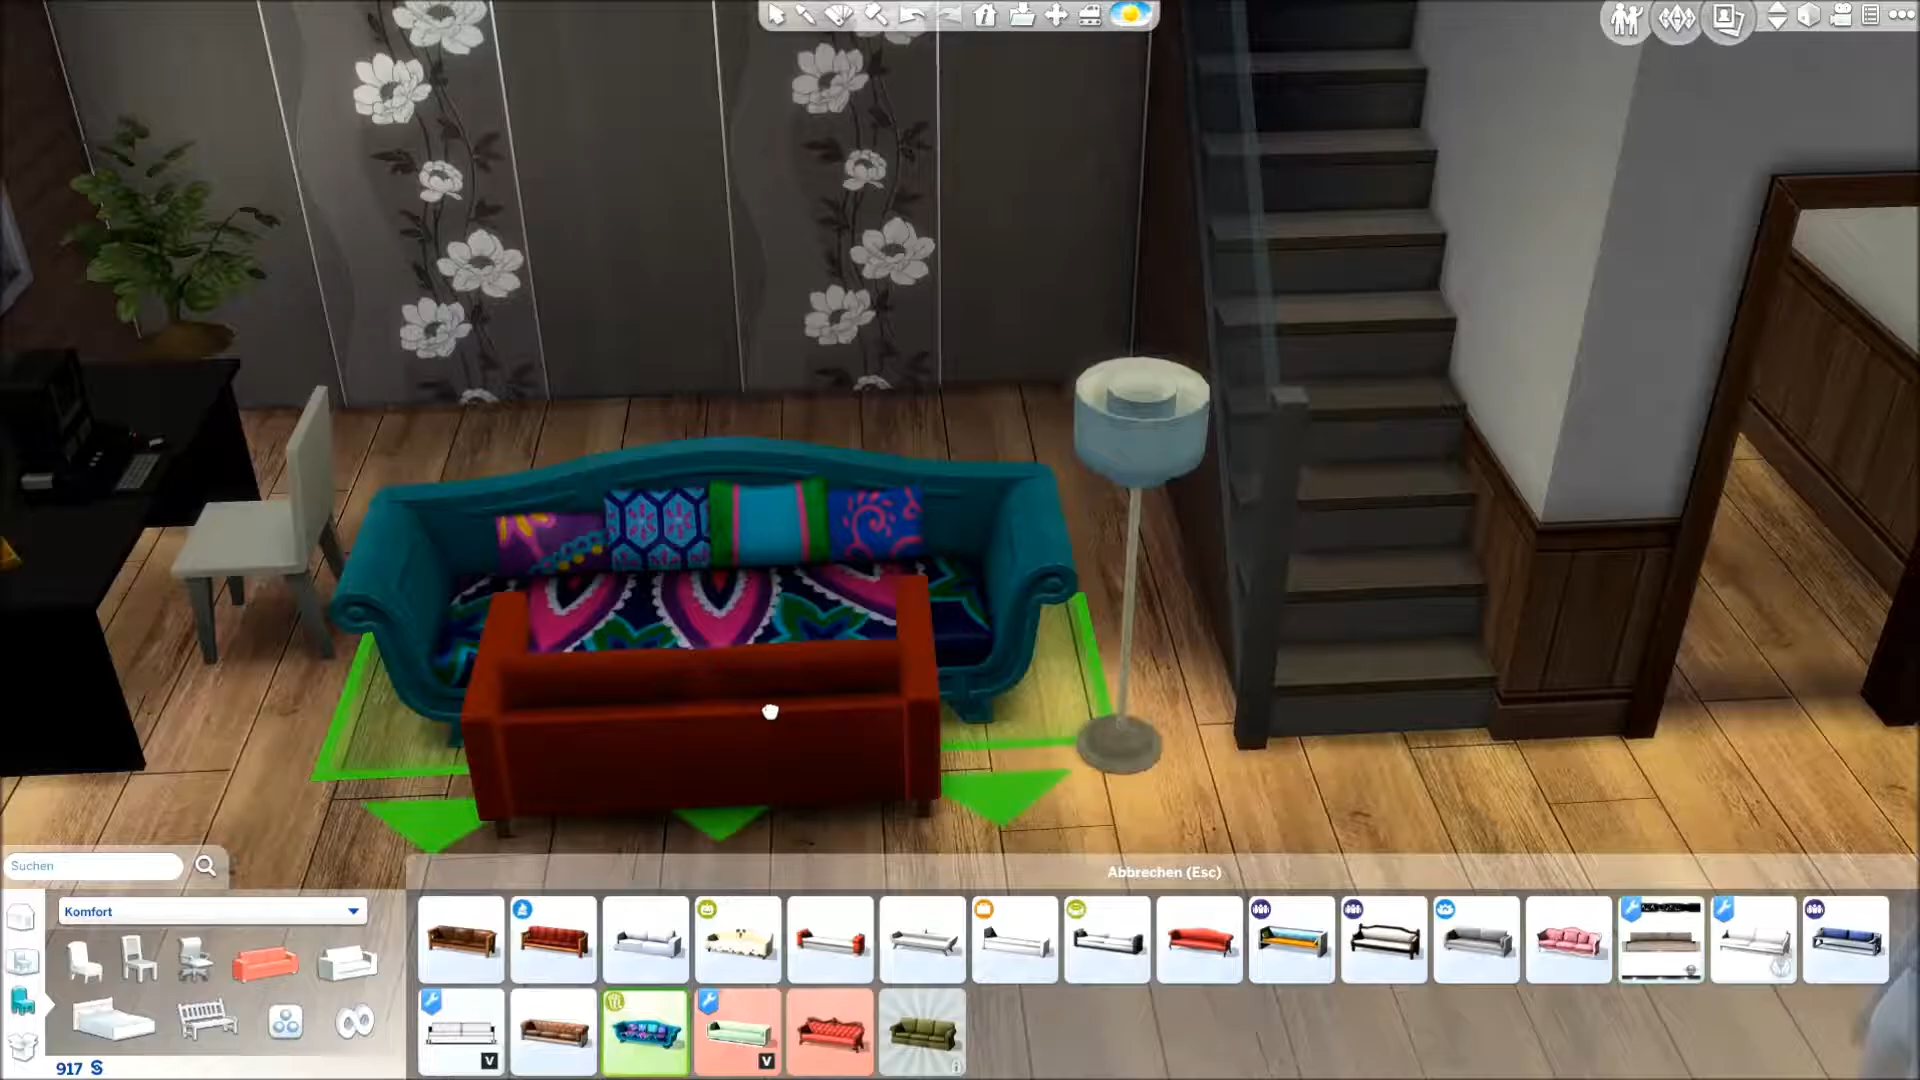 Suchen
Abbrechen (Esc)
Komfort
V
V
917 S